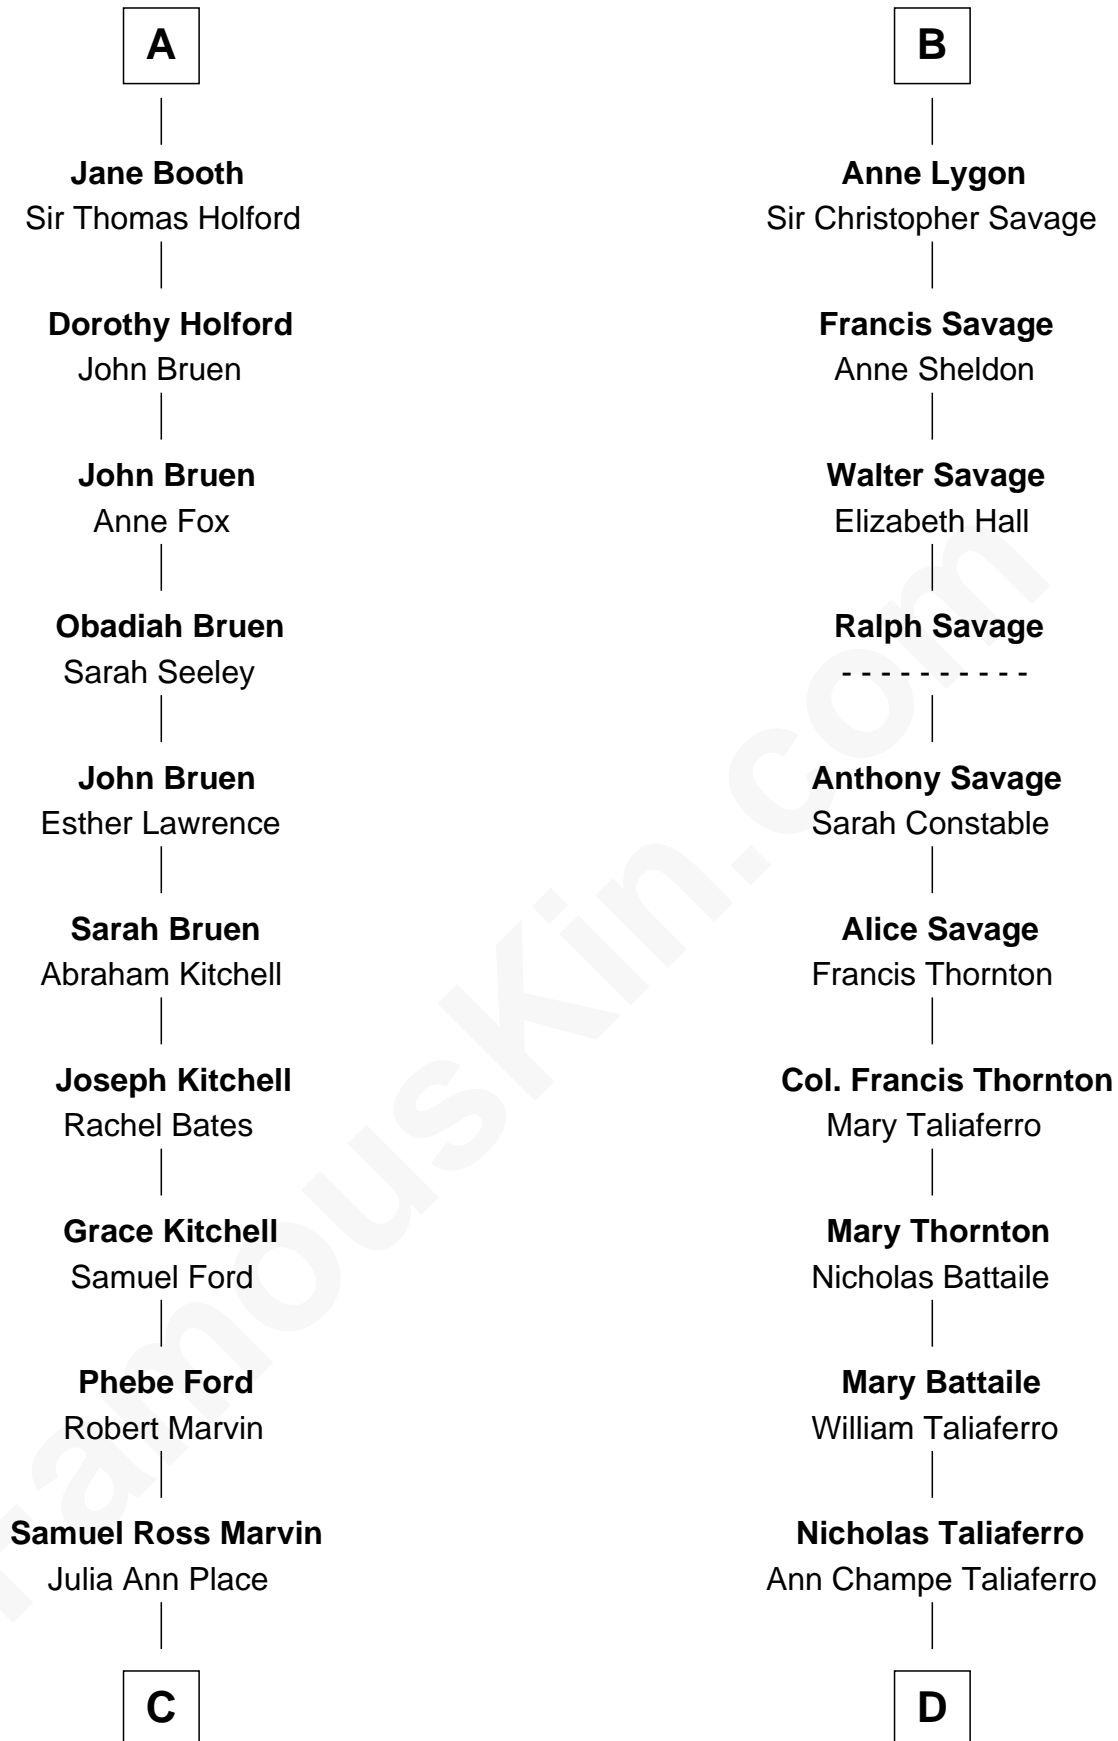 A
Jane Booth
Sir Thomas Holford
Dorothy Holford
John Bruen
John Bruen
Anne Fox
Obadiah Bruen
Sarah Seeley
John Bruen
Esther Lawrence
Sarah Bruen
Abraham Kitchell
Joseph Kitchell
Rachel Bates
Grace Kitchell
Samuel Ford
Phebe Ford
Robert Marvin
Samuel Ross Marvin
Julia Ann Place
C
B
Anne Lygon
Sir Christopher Savage
Francis Savage
Anne Sheldon
Walter Savage
Elizabeth Hall
Ralph Savage
- - - - - - - - - -
Anthony Savage
Sarah Constable
Alice Savage
Francis Thornton
Col. Francis Thornton
Mary Taliaferro
Mary Thornton
Nicholas Battaile
Mary Battaile
William Taliaferro
Nicholas Taliaferro
Ann Champe Taliaferro
D
FamousKin.com